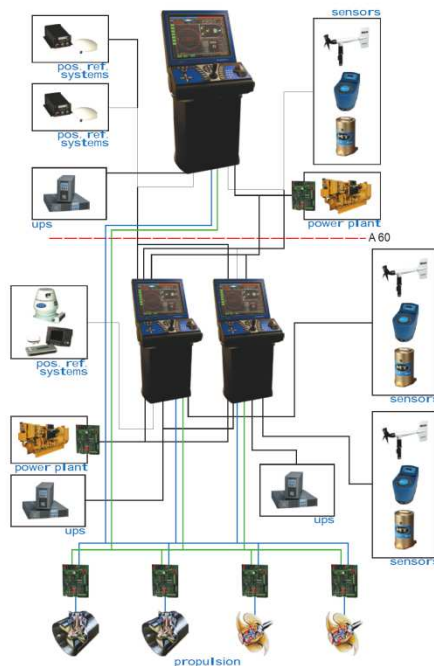 sensors
pos. ref.
systems
pos. ref.
systems
ups
power plant
A 60
pos. ref.
systems
sensors
power plant
ups
ups
sensors
propulsion